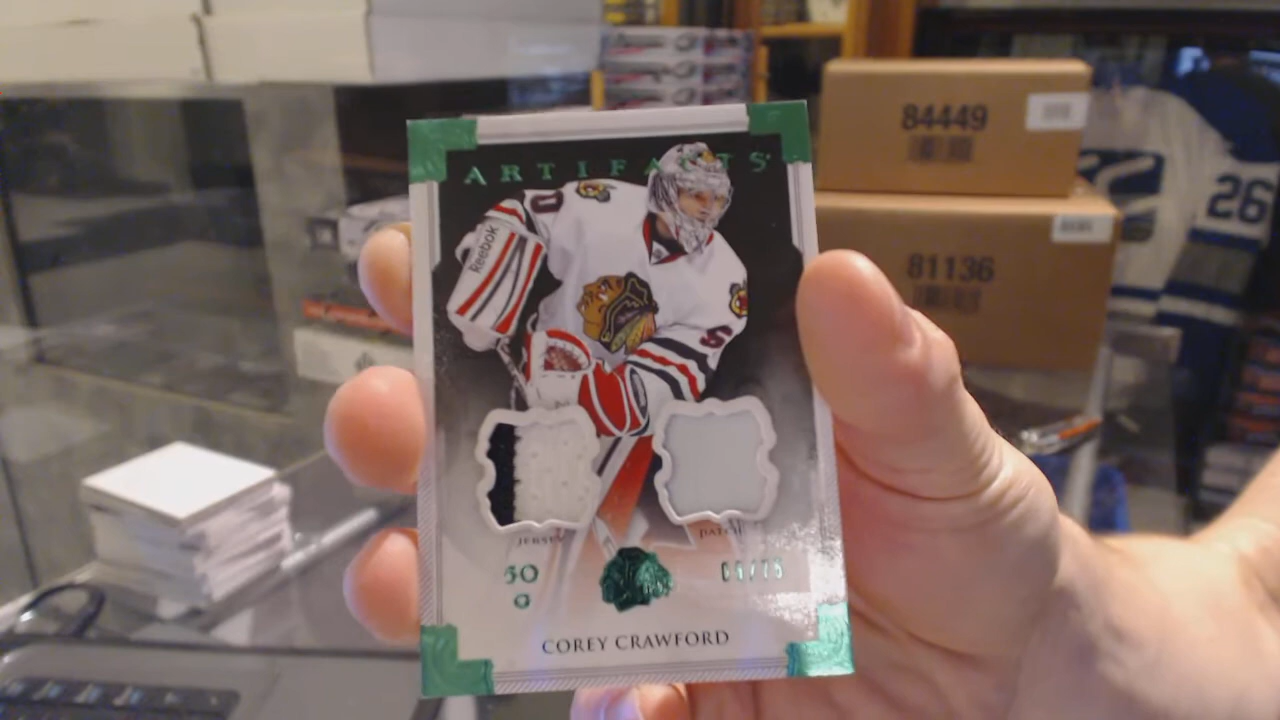 ARTIFACTS
Reebok
JERSEY
PATCH
50
G
COREY CRAWFORD
84449
81136
26